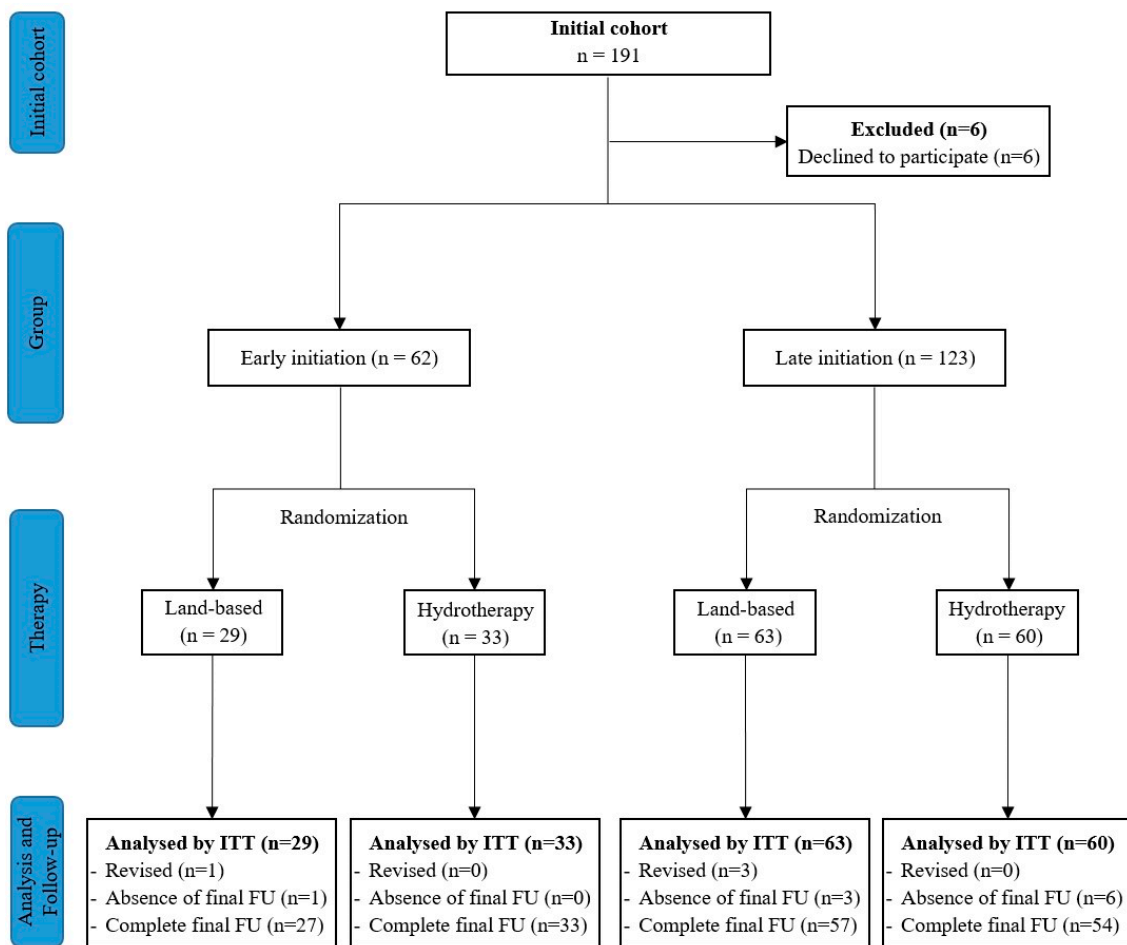 Initial cohort
Initial cohort
n = 191
Excluded (n=6)
Declined to participate (n=6)
Group
Early initiation (n = 62)
Late initiation (n = 123)
Therapy
Randomization
Randomization
Land-based
(n = 29)
Hydrotherapy
(n = 33)
Land-based
(n = 63)
Hydrotherapy
(n = 60)
Analysis and
Follow-up
Analysed by ITT (n=29)
- Revised (n=1)
- Absence of final FU (n=1)
- Complete final FU (n=27)
Analysed by ITT (n=33)
- Revised (n=0)
- Absence of final FU (n=0)
- Complete final FU (n=33)
Analysed by ITT (n=63)
- Revised (n=3)
- Absence of final FU (n=3)
- Complete final FU (n=57)
Analysed by ITT (n=60)
- Revised (n=0)
- Absence of final FU (n=6)
- Complete final FU (n=54)